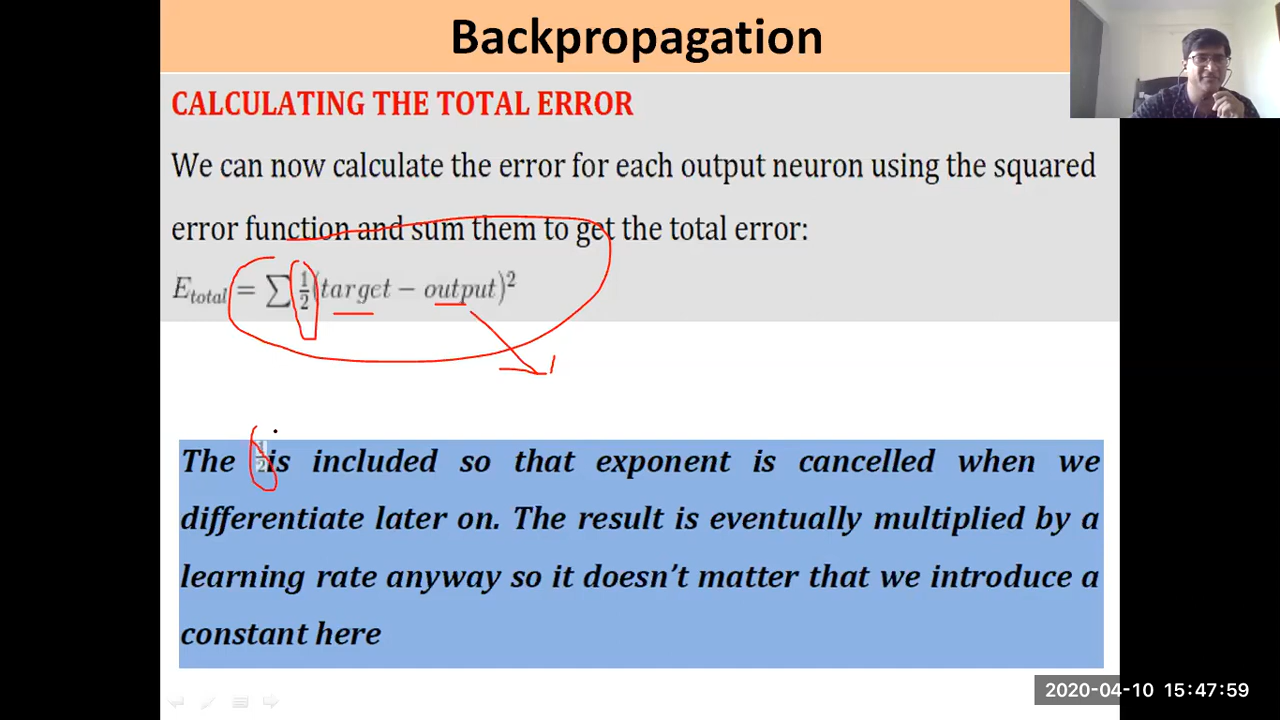 Backpropagation
CALCULATING THE TOTAL ERROR
We can now calculate the error for each output neuron using the squared
error function and sum them to get the total error:
E_total = ∑ ½(target − output)²
The ½ is included so that exponent is cancelled when we
differentiate later on. The result is eventually multiplied by a
learning rate anyway so it doesn't matter that we introduce a
constant here
2020-04-10 15:47:59